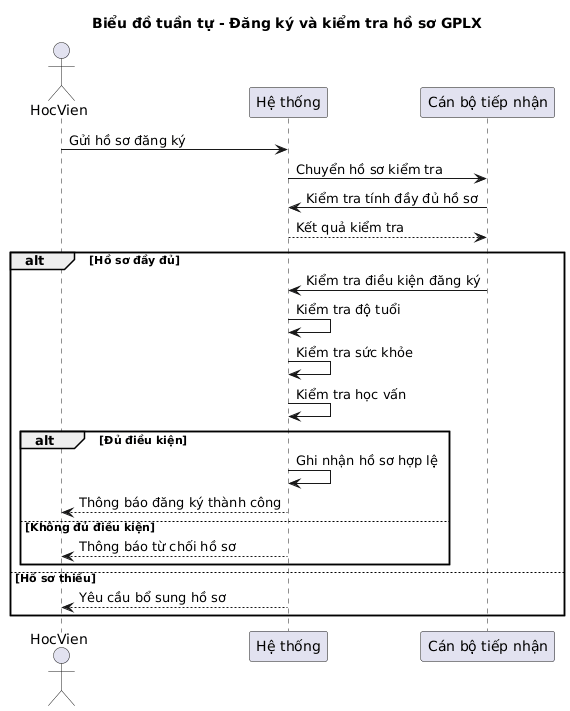 Biểu đồ tuần tự - Đăng ký và kiểm tra hồ sơ GPLX
HocVien
Hệ thống
Cán bộ tiếp nhận
Gửi hồ sơ đăng ký
Chuyển hồ sơ kiểm tra
Kiểm tra tính đầy đủ hồ sơ
Kết quả kiểm tra
alt [Hồ sơ đầy đủ]
Kiểm tra điều kiện đăng ký
Kiểm tra độ tuổi
Kiểm tra sức khỏe
Kiểm tra học vấn
alt [Đủ điều kiện]
Ghi nhận hồ sơ hợp lệ
Thông báo đăng ký thành công
[Không đủ điều kiện]
Thông báo từ chối hồ sơ
[Hồ sơ thiếu]
Yêu cầu bổ sung hồ sơ
HocVien
Hệ thống
Cán bộ tiếp nhận